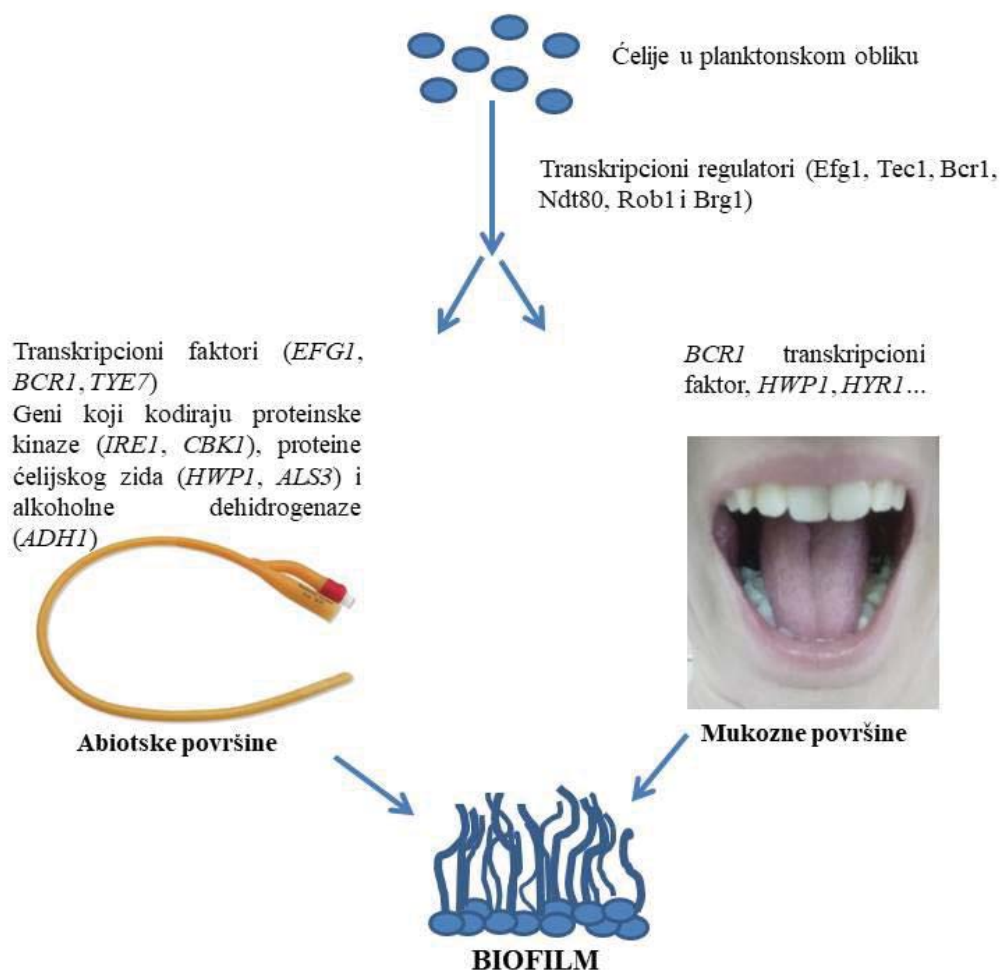 Ćelije u planktonskom obliku
Transkripcioni regulatori (Efg1, Tec1, Bcr1,
Ndt80, Rob1 i Brg1)
Transkripcioni faktori (EFG1,
BCR1, TYE7)
Geni koji kodiraju proteinske
kinaze (IRE1, CBK1), proteine
ćelijskog zida (HWP1, ALS3) i
alkoholne dehidrogenaze
(ADH1)
BCR1 transkripcioni
faktor, HWP1, HYR1...
Abiotske površine
Mukozne površine
BIOFILM